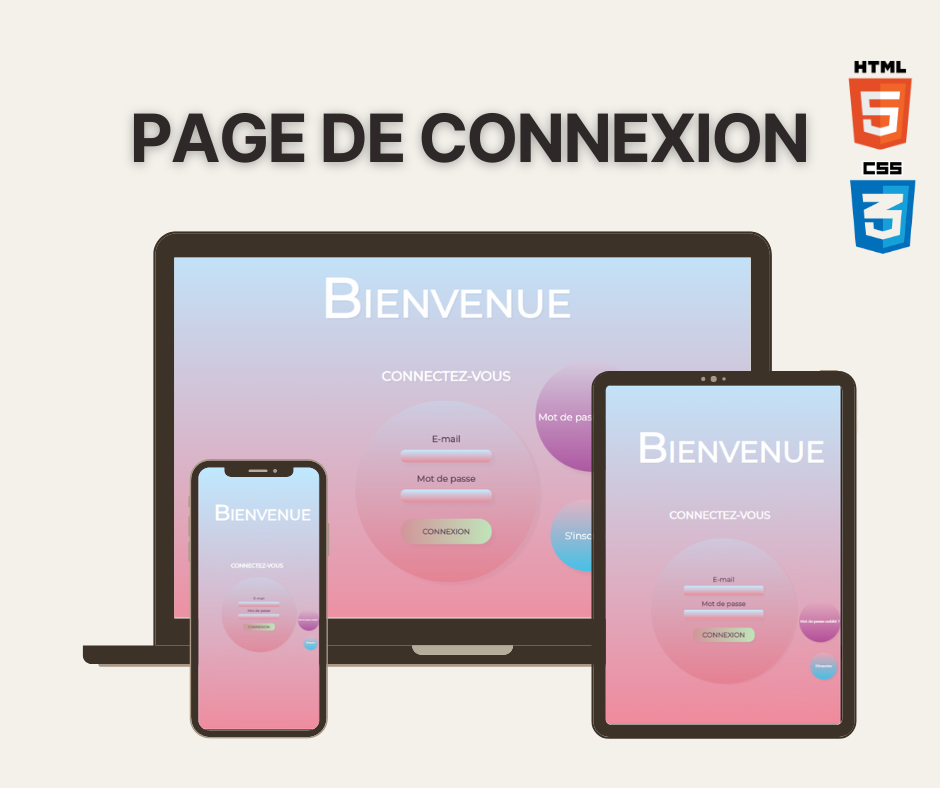 HTML
5
PAGE DE CONNEXION
CSS
3
BIENVENUE
CONNECTEZ-VOUS
E-mail
Mot de pas
Mot de passe
CONNEXION
S'insc
BIENVENUE
CONNECTEZ-VOUS
E-mail
Mot de passe
CONNEXION
Mot de passe oublié ?
S'inscrire
BIENVENUE
CONNECTEZ-VOUS
E-mail
Mot de passe
CONNEXION